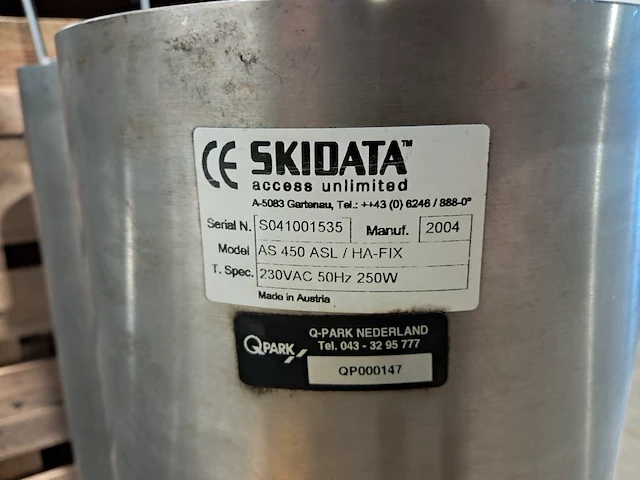 CE SKIDATA™
access unlimited
A-5083 Gartenau, Tel.: ++43 (0) 6246 / 888-0*
Serial N. S041001535 Manuf. 2004
Model AS 450 ASL / HA-FIX
T. Spec. 230VAC 50Hz 250W
Made in Austria
Q-PARK NEDERLAND
QPARK Tel. 043 - 32 95 777
QP000147